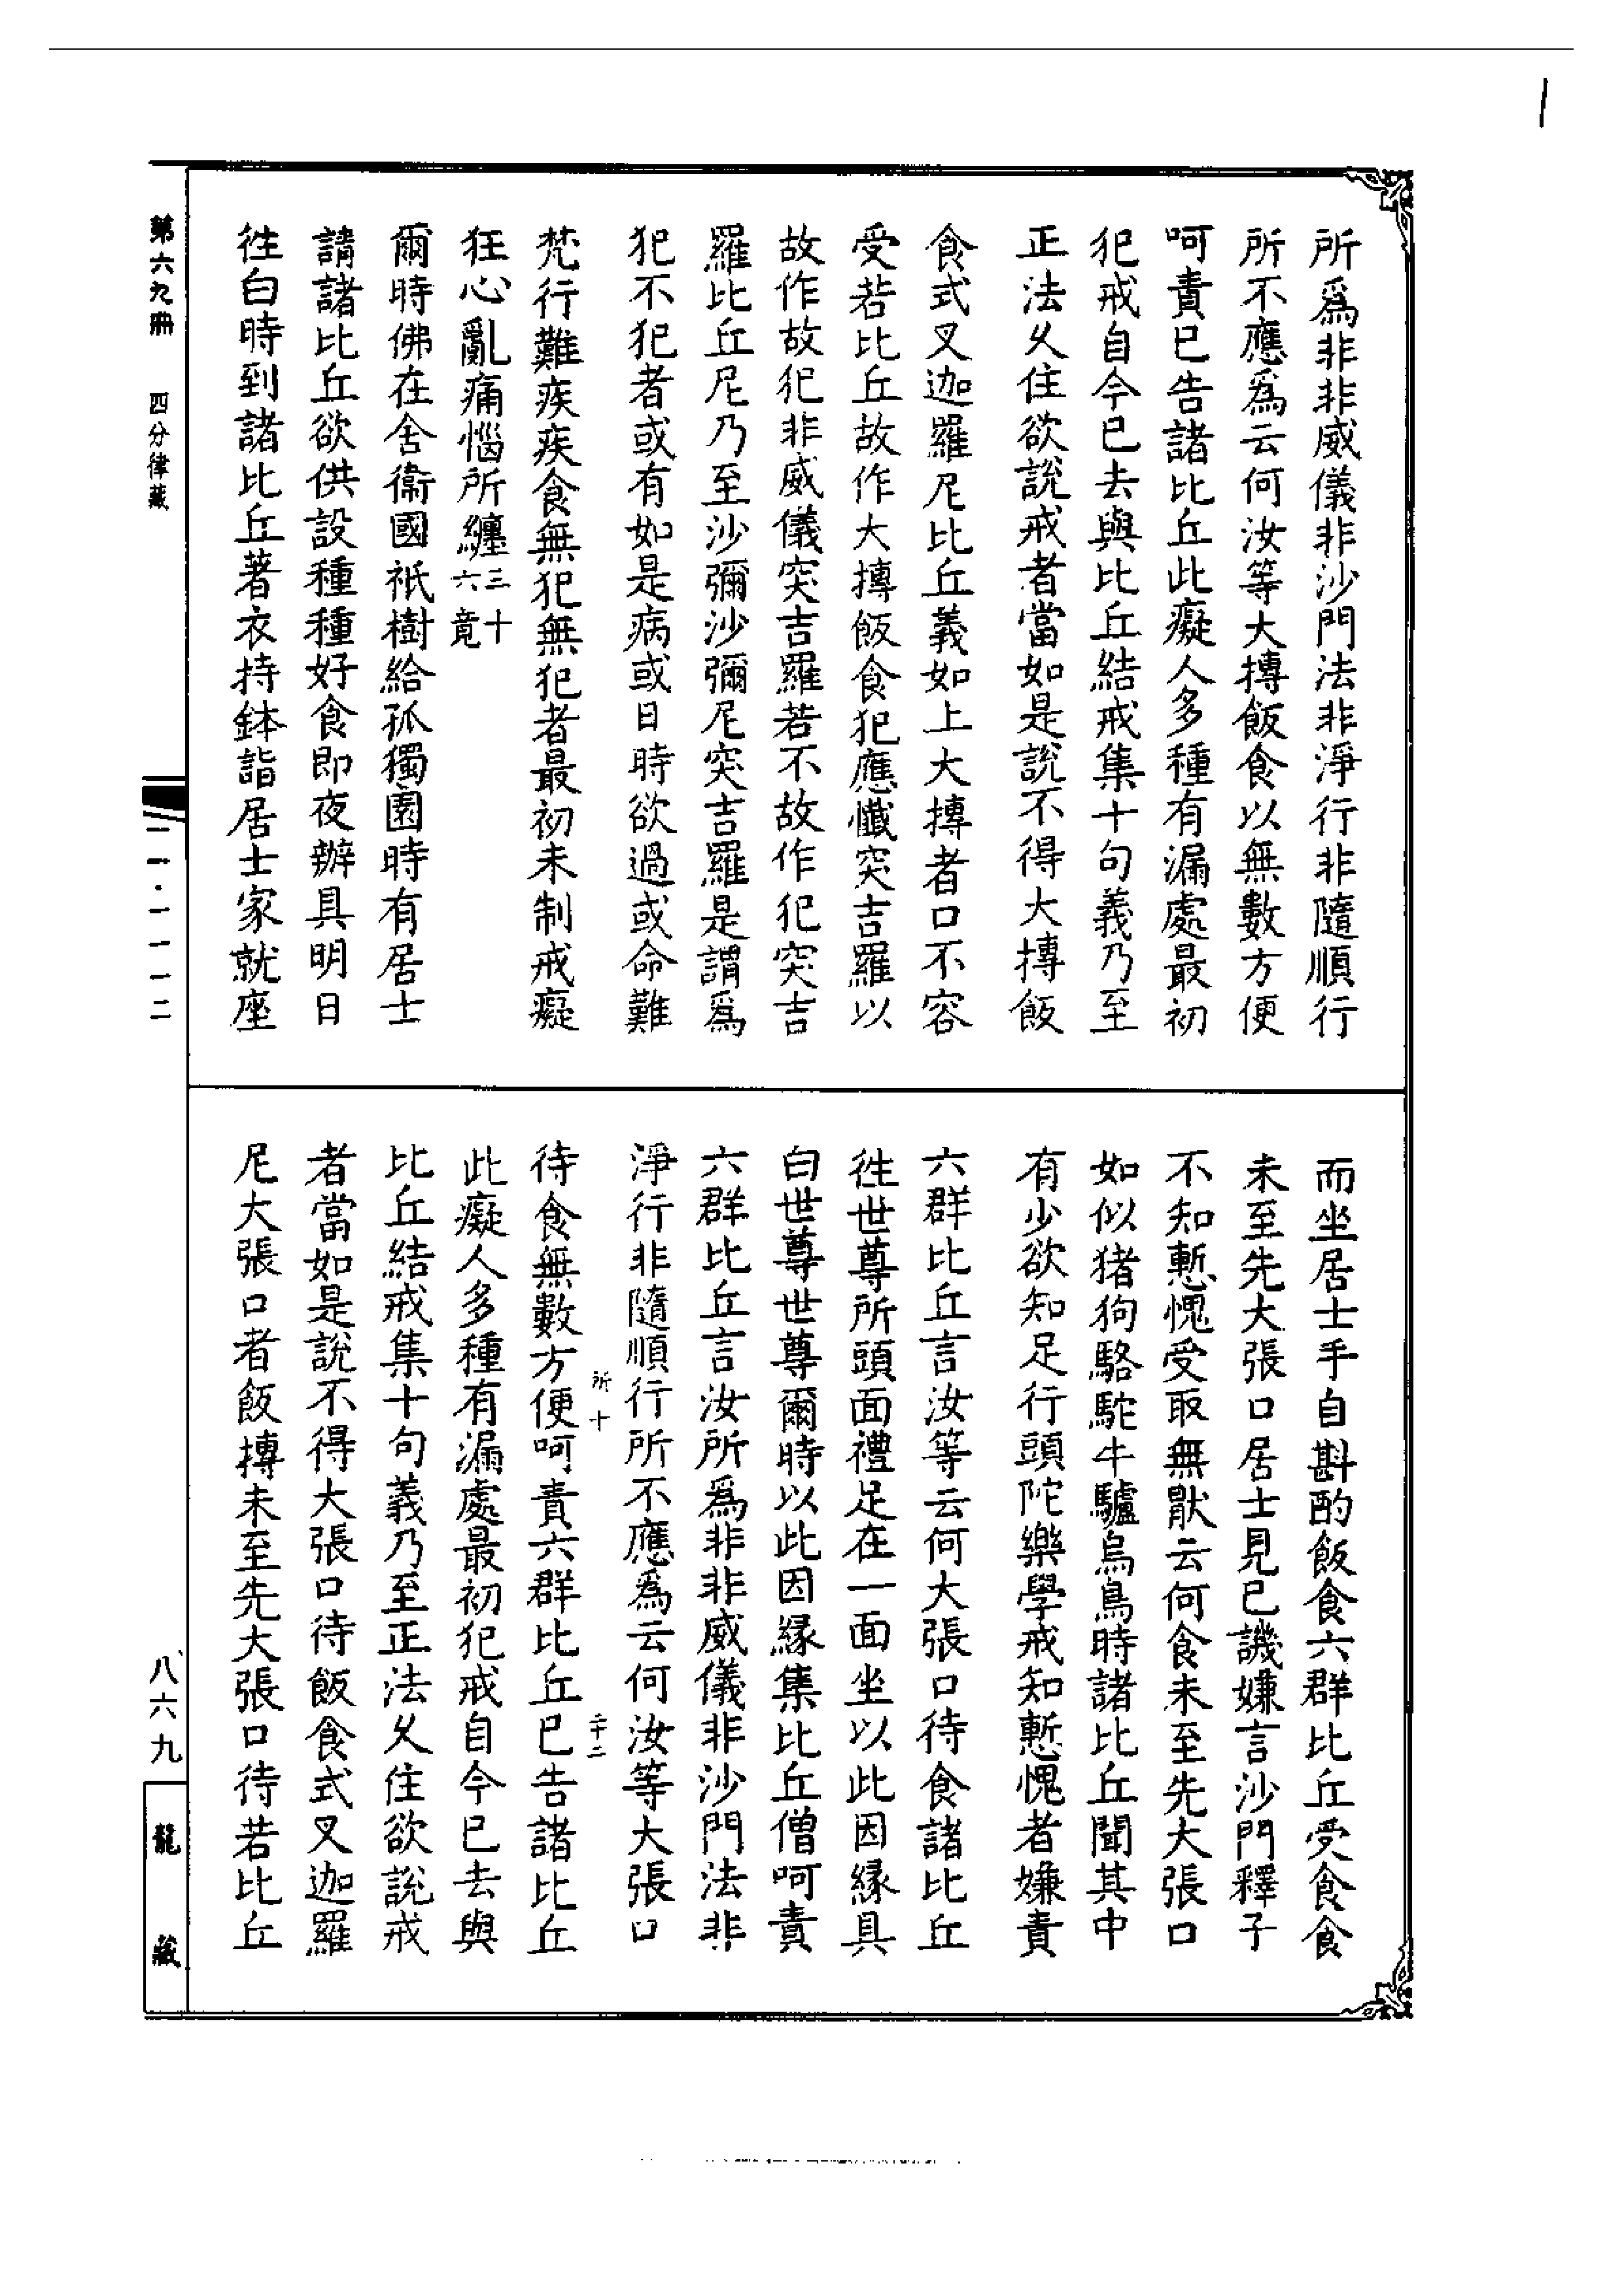 所爲非非威儀非沙門法非淨行非隨順行
所不應爲云何汝等大摶飯食以無數方便
呵責已告諸比丘此癡人多種有漏處最初
犯戒自今已去與比丘結戒集十句義乃至
正法久住欲說戒者當如是說不得大摶飯
食式叉迦羅尼比丘義如上大摶者口不容
受若比丘故作大摶飯食犯應懺突吉羅以
故作故犯非威儀突吉羅若不故作犯突吉
羅比丘尼乃至沙彌沙彌尼突吉羅是謂爲
犯不犯者或有如是病或日時欲過或命難
梵行難疾疾食無犯無犯者最初未制戒癡
狂心亂痛惱所纏三十六竟
爾時佛在舍衞國祇樹給孤獨園時有居士
請諸比丘欲供設種種好食即夜辦具明日
徃白時到諸比丘著衣持鉢詣居士家就座
而坐居士手自斟酌飯食六群比丘受食食
未至先大張口居士見已譏嫌言沙門釋子
不知慙愧受取無猒云何食未至先大張口
如似猪狗駱駝牛驢烏鳥時諸比丘聞其中
有少欲知足行頭陀樂學戒知慙愧者嫌責
六群比丘言汝等云何大張口待食諸比丘
徃世尊所頭面禮足在一面坐以此因緣具
白世尊世尊爾時以此因緣集比丘僧呵責
六群比丘言汝所爲非非威儀非沙門法非
淨行非隨順行所不應爲云何汝等大張口
所十
二十二
待食無數方便呵責六群比丘已告諸比丘
此癡人多種有漏處最初犯戒自今已去與
比丘結戒集十句義乃至正法久住欲說戒
者當如是說不得大張口待飯食式叉迦羅
尼大張口者飯摶未至先大張口待若比丘
第六九冊
四分律藏
一一·一一一二
八六九
龍藏